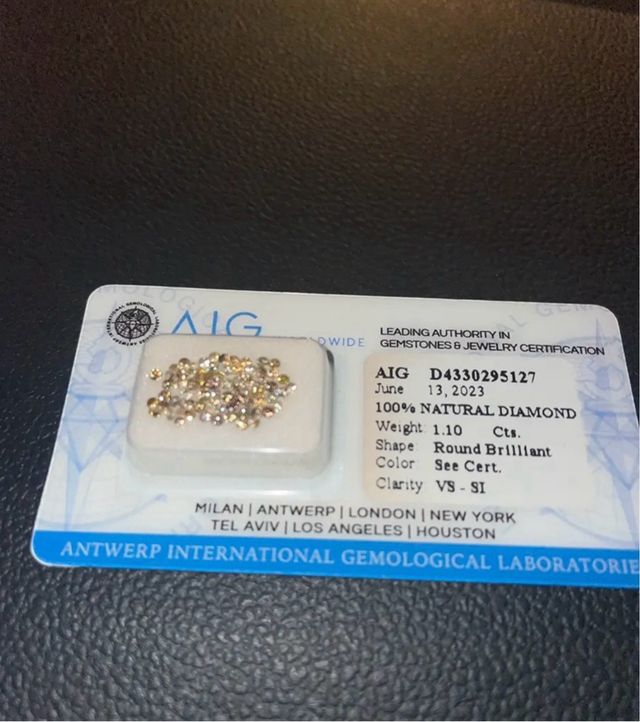 AIG
WORLDWIDE
LEADING AUTHORITY IN
GEMSTONES & JEWELRY CERTIFICATION
AIG D4330295127
June 13, 2023
100% NATURAL DIAMOND
Weight: 1.10 Cts.
Shape: Round Brilliant
Color: See Cert.
Clarity VS - SI
MILAN | ANTWERP | LONDON | NEW YORK
TEL AVIV | LOS ANGELES | HOUSTON
ANTWERP INTERNATIONAL GEMOLOGICAL LABORATORIE